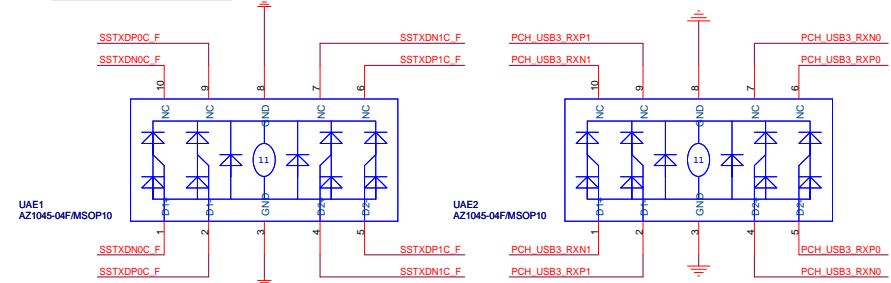 SSTXDP0C_F SSTXDN1C_F PCH_USB3_RXP1 PCH_USB3_RXN0
SSTXDN0C_F SSTXDP1C_F PCH_USB3_RXN1 PCH_USB3_RXP0
10 9 8 7 6 10 9 8 7 6
NC NC GND NC NC NC NC GND NC NC
11 11
UAE1 UAE2
AZ1045-04F/MSOP10 AZ1045-04F/MSOP10
D1+ D1- GND D2+ D2- D1+ D1- GND D2+ D2-
1 2 3 4 5 1 2 3 4 5
SSTXDN0C_F SSTXDP1C_F PCH_USB3_RXN1 PCH_USB3_RXP0
SSTXDP0C_F SSTXDN1C_F PCH_USB3_RXP1 PCH_USB3_RXN0